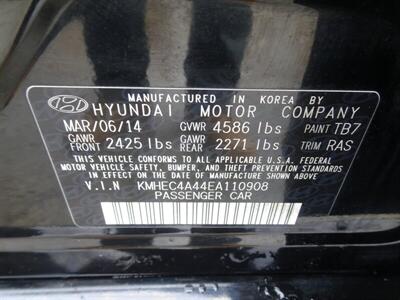 MANUFACTURED IN KOREA BY
HYUNDAI MOTOR COMPANY
MAR/06/14 GVWR 4586 lbs PAINT TB7
GAWR FRONT 2425 lbs GAWR REAR 2271 lbs TRIM RAS
THIS VEHICLE CONFORMS TO ALL APPLICABLE U.S.A. FEDERAL
MOTOR VEHICLE SAFETY, BUMPER, AND THEFT PREVENTION STANDARDS
IN EFFECT ON THE DATE OF MANUFACTURE SHOWN ABOVE.
V.I.N KMHEC4A44EA110908
PASSENGER CAR